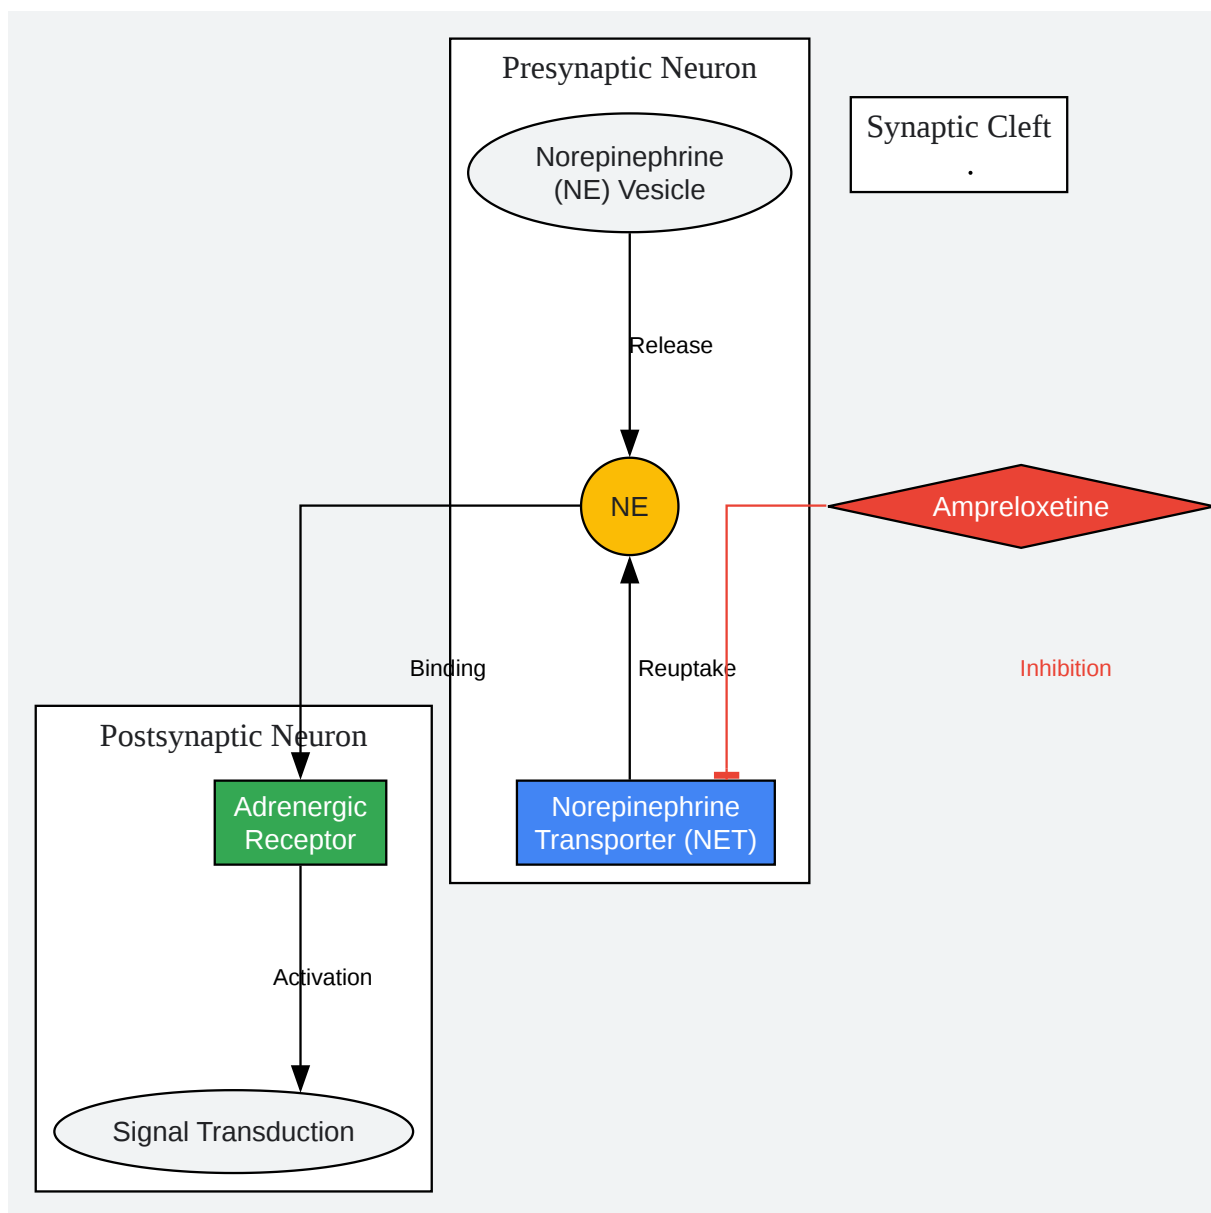 Presynaptic Neuron
Synaptic Cleft
.
Norepinephrine
(NE) Vesicle
Release
NE
Ampreloxetine
Binding
Reuptake
Inhibition
Postsynaptic Neuron
Adrenergic
Receptor
Norepinephrine
Transporter (NET)
Activation
Signal Transduction